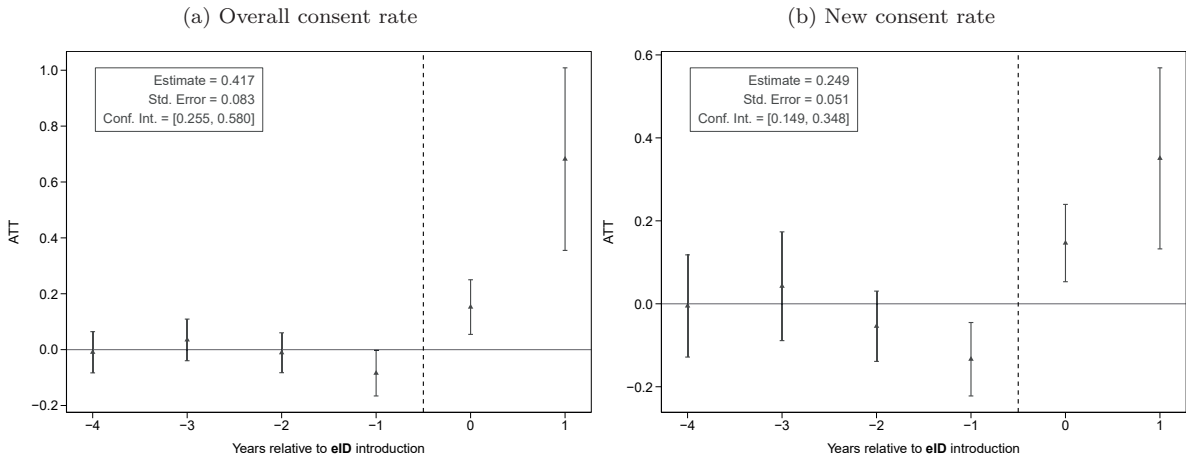 (a) Overall consent rate
Estimate = 0.417
Std. Error = 0.083
Conf. Int. = [0.255, 0.580]
1.0
0.8
0.6
0.4
0.2
0.0
−0.2
ATT
−4 −3 −2 −1 0 1
Years relative to eID introduction
(b) New consent rate
Estimate = 0.249
Std. Error = 0.051
Conf. Int. = [0.149, 0.348]
0.6
0.4
0.2
0.0
−0.2
ATT
−4 −3 −2 −1 0 1
Years relative to eID introduction